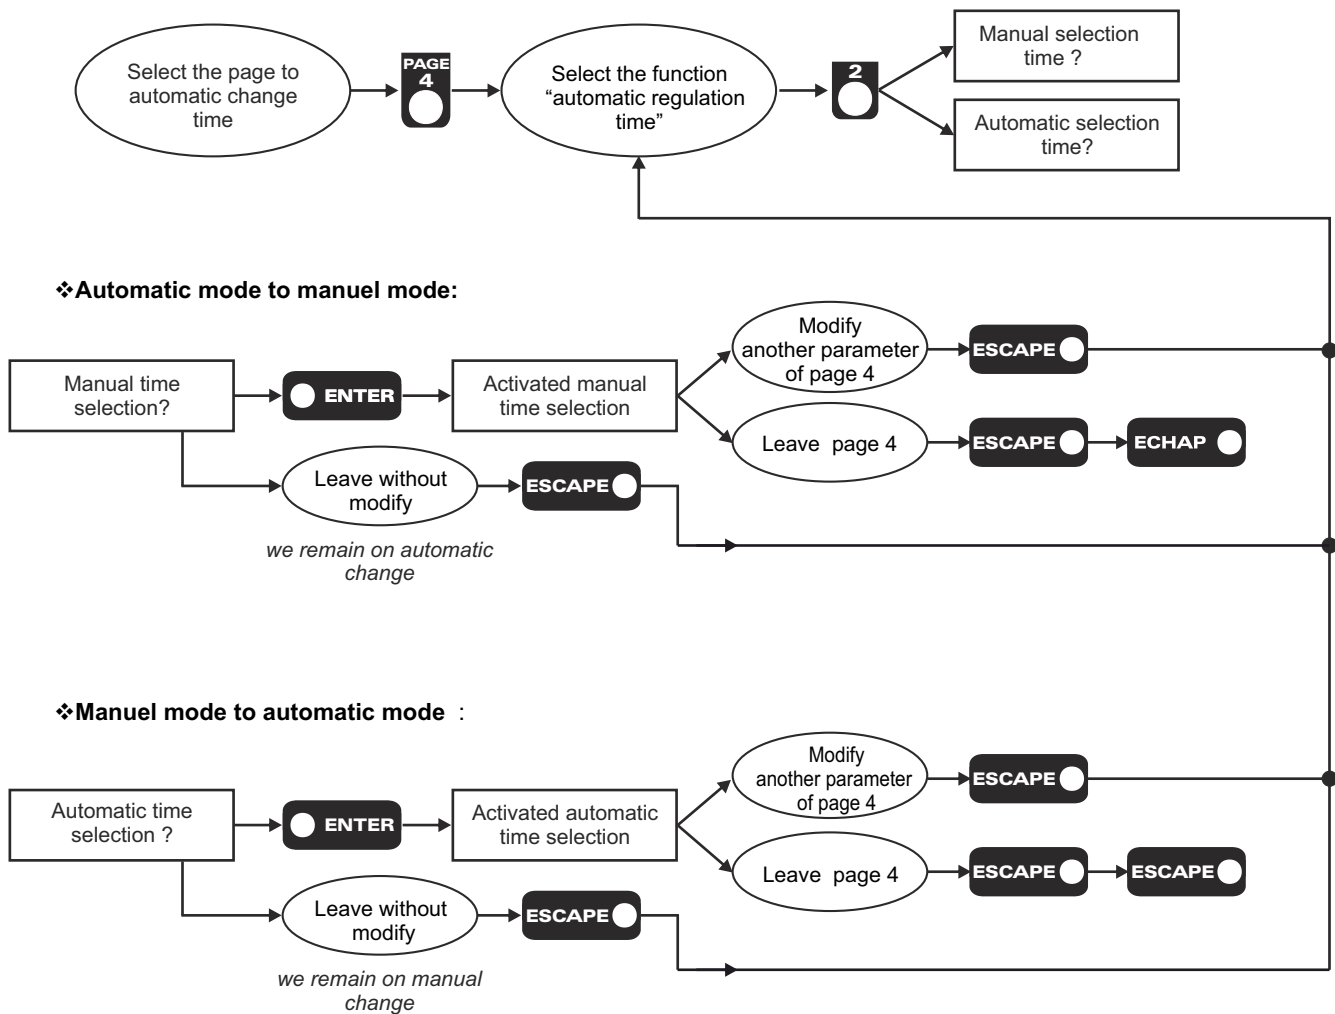 Select the page to
automatic change
time
PAGE
4
Select the function
“automatic regulation
time”
2
Manual selection
time ?
Automatic selection
time?
❖Automatic mode to manuel mode:
Manual time
selection?
ENTER
Activated manual
time selection
Modify
another parameter
of page 4
ESCAPE
Leave page 4
ESCAPE
ECHAP
Leave without
modify
ESCAPE
we remain on automatic
change
❖Manuel mode to automatic mode :
Automatic time
selection ?
ENTER
Activated automatic
time selection
Modify
another parameter
of page 4
ESCAPE
Leave page 4
ESCAPE
ESCAPE
Leave without
modify
ESCAPE
we remain on manual
change